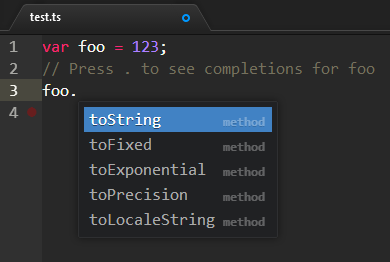 test.ts
1 var foo = 123;
2 // Press . to see completions for foo
3 foo.
4
toString method
toFixed method
toExponential method
toPrecision method
toLocaleString method